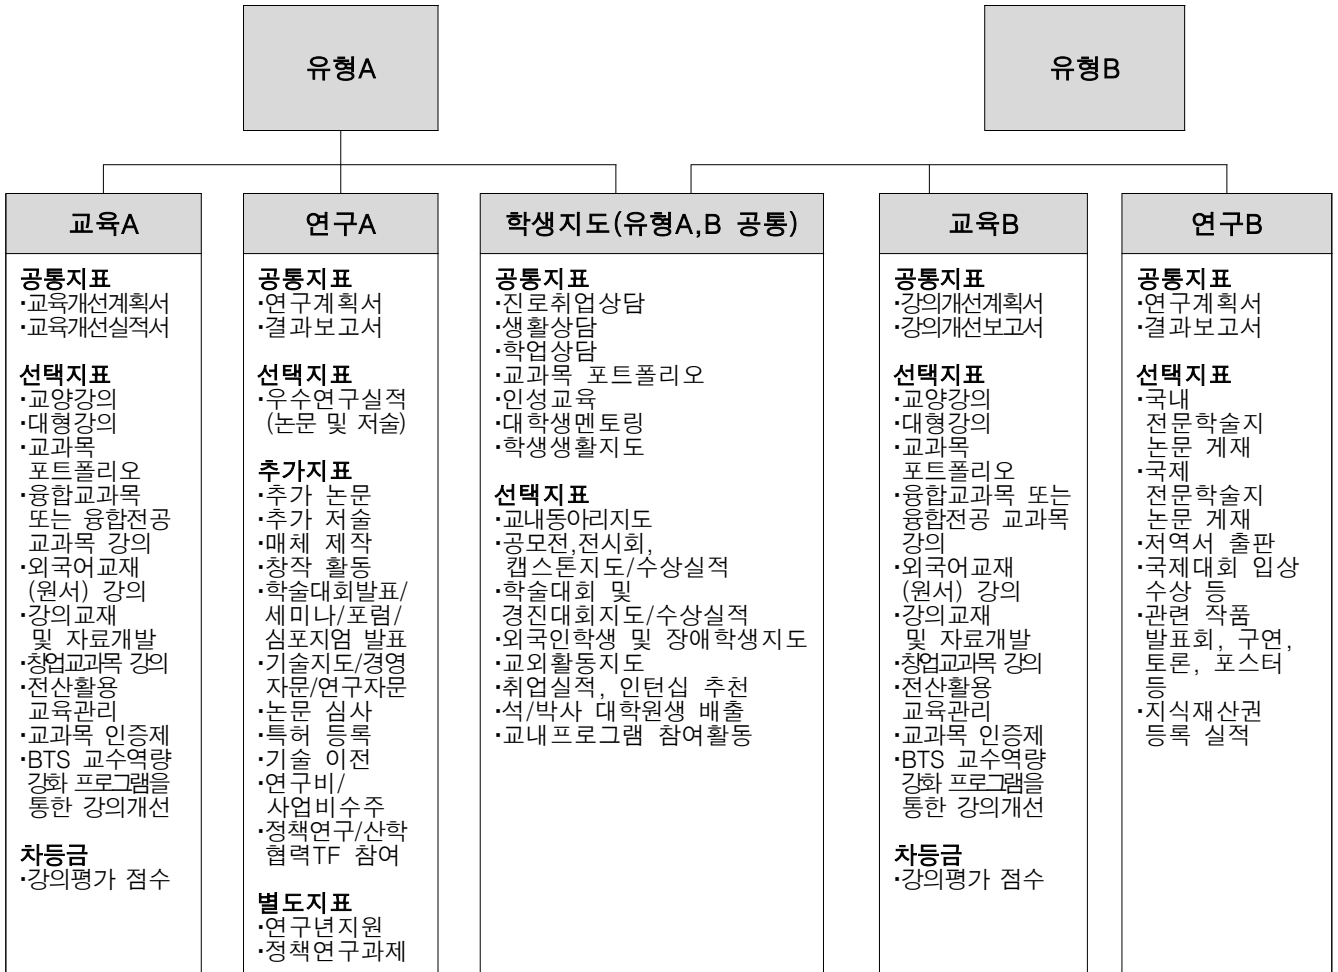 유형A
유형B
교육A
연구A
학생지도(유형A,B 공통)
교육B
연구B
공통지표
·교육개선계획서
·교육개선실적서
선택지표
·교양강의
·대형강의
·교과목
포트폴리오
·융합교과목
또는 융합전공
교과목 강의
·외국어교재
(원서) 강의
·강의교재
및 자료개발
·창업교과목 강의
·전산활용
교육관리
·교과목 인증제
·BTS 교수역량
강화 프로그램을
통한 강의개선
차등금
·강의평가 점수
공통지표
·연구계획서
·결과보고서
선택지표
·우수연구실적
(논문 및 저술)
추가지표
·추가 논문
·추가 저술
·매체 제작
·창작 활동
·학술대회발표/
세미나/포럼/
심포지엄 발표
·기술지도/경영
자문/연구자문
·논문 심사
·특허 등록
·기술 이전
·연구비/
사업비수주
·정책연구/산학
협력TF 참여
별도지표
·연구년지원
·정책연구과제
공통지표
·진로취업상담
·생활상담
·학업상담
·교과목 포트폴리오
·인성교육
·대학생멘토링
·학생생활지도
선택지표
·교내동아리지도
·공모전,전시회,
캡스톤지도/수상실적
·학술대회 및
경진대회지도/수상실적
·외국인학생 및 장애학생지도
·교외활동지도
·취업실적, 인턴십 추천
·석/박사 대학원생 배출
·교내프로그램 참여활동
공통지표
·강의개선계획서
·강의개선보고서
선택지표
·교양강의
·대형강의
·교과목
포트폴리오
·융합교과목 또는
융합전공 교과목
강의
·외국어교재
(원서) 강의
·강의교재
및 자료개발
·창업교과목 강의
·전산활용
교육관리
·교과목 인증제
·BTS 교수역량
강화 프로그램을
통한 강의개선
차등금
·강의평가 점수
공통지표
·연구계획서
·결과보고서
선택지표
·국내
전문학술지
논문 게재
·국제
전문학술지
논문 게재
·저역서 출판
·국제대회 입상
수상 등
·관련 작품
발표회, 구연,
토론, 포스터
등
·지식재산권
등록 실적